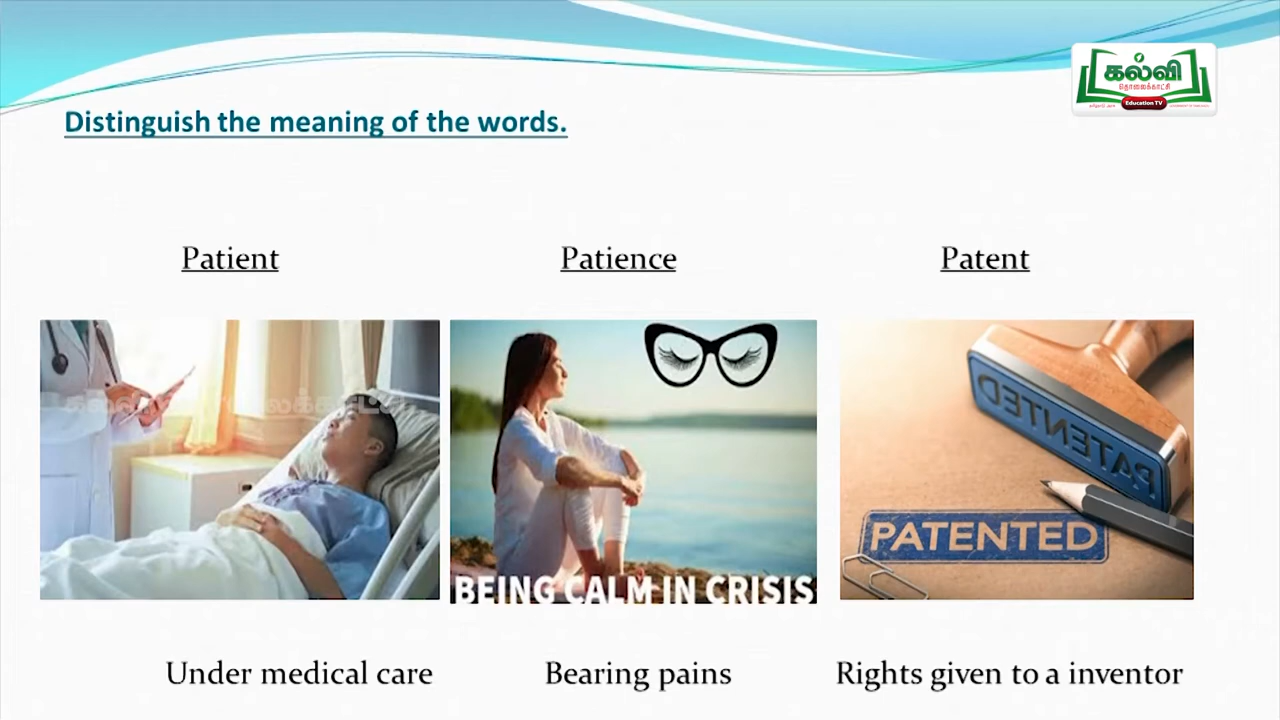 கல்வி
தொலைக்காட்சி
Education TV
Distinguish the meaning of the words.
Patient
Patience
Patent
கல்வி தொலைக்காட்சி
PATENTED
PATENTED
BEING CALM IN CRISIS
Under medical care
Bearing pains
Rights given to a inventor